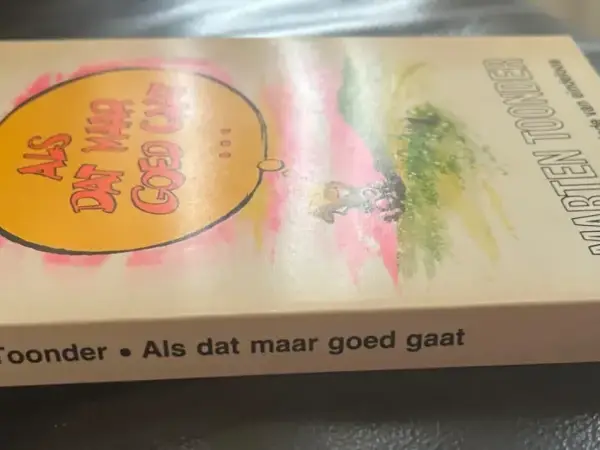 MARTEN TOONDER
ALS
DAT MAAR
GOED GAAT
...
Toonder • Als dat maar goed gaat